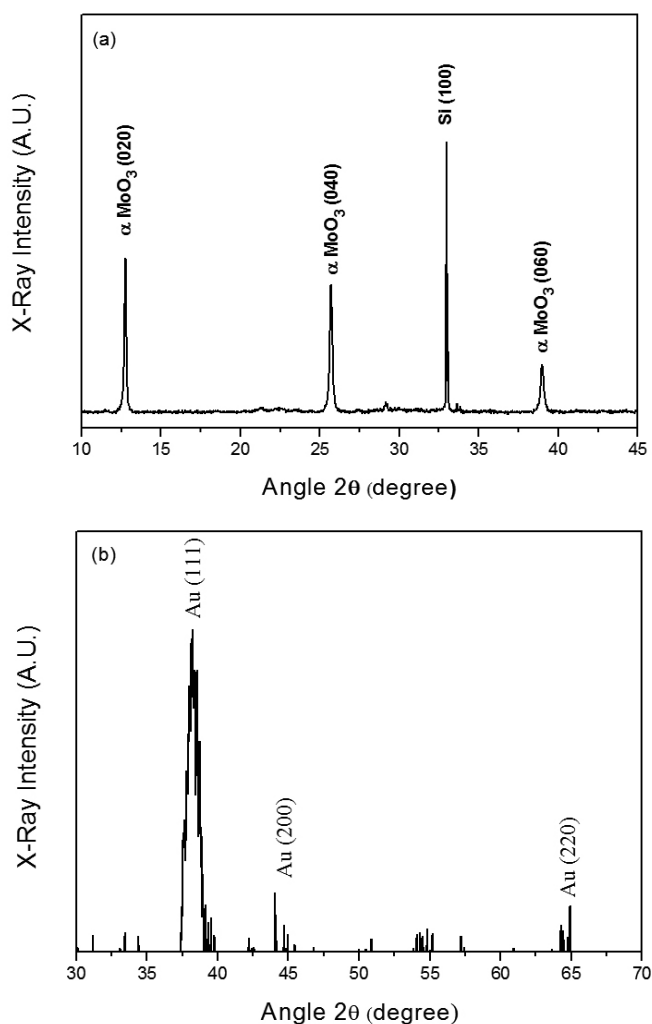 (a)
X-Ray Intensity (A.U.)
α MoO₃ (020)
α MoO₃ (040)
Si (100)
α MoO₃ (060)
10 15 20 25 30 35 40 45
Angle 2θ (degree)
(b)
X-Ray Intensity (A.U.)
Au (111)
Au (200)
Au (220)
30 35 40 45 50 55 60 65 70
Angle 2θ (degree)